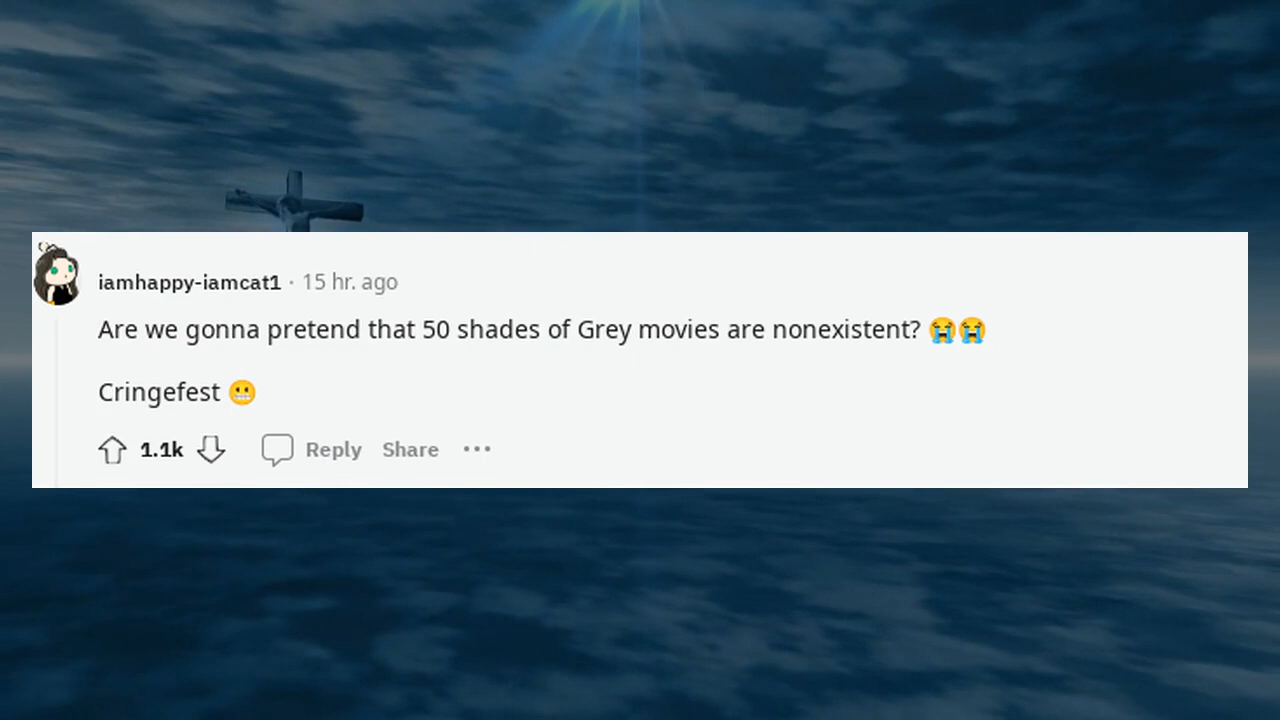 iamhappy-iamcat1 · 15 hr. ago
Are we gonna pretend that 50 shades of Grey movies are nonexistent? 😭😭
Cringefest 😬
1.1k Reply Share •••